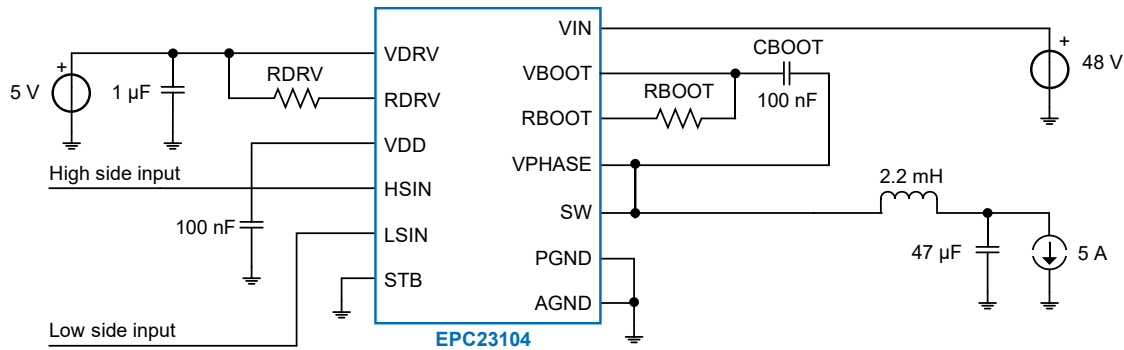 VIN
+
48 V
+
5 V
1 µF
RDRV
VDRV
RDRV
VDD
HSIN
LSIN
STB
VBOOT
RBOOT
VPHASE
SW
PGND
AGND
CBOOT
100 nF
RBOOT
High side input
100 nF
Low side input
2.2 mH
47 µF
5 A
EPC23104